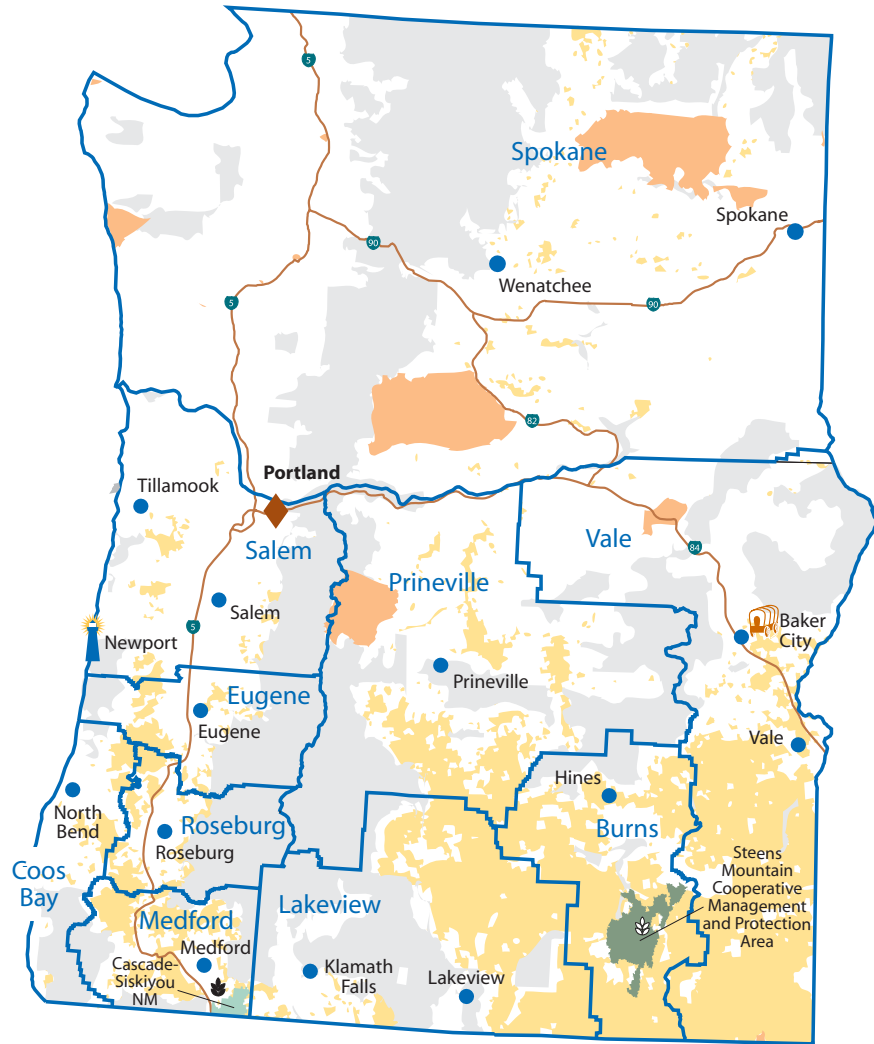 5
Spokane
Spokane
90
Wenatchee
5
90
82
Portland
Tillamook
Salem
Vale
84
Prineville
Salem
5
Newport
Baker
City
Prineville
Eugene
Eugene
Vale
Hines
North
Bend
Roseburg
Roseburg
Burns
Coos
Bay
Steens
Mountain
Cooperative
Management
and Protection
Area
Medford
Lakeview
Medford
Cascade-
Siskiyou
NM
Klamath
Falls
Lakeview